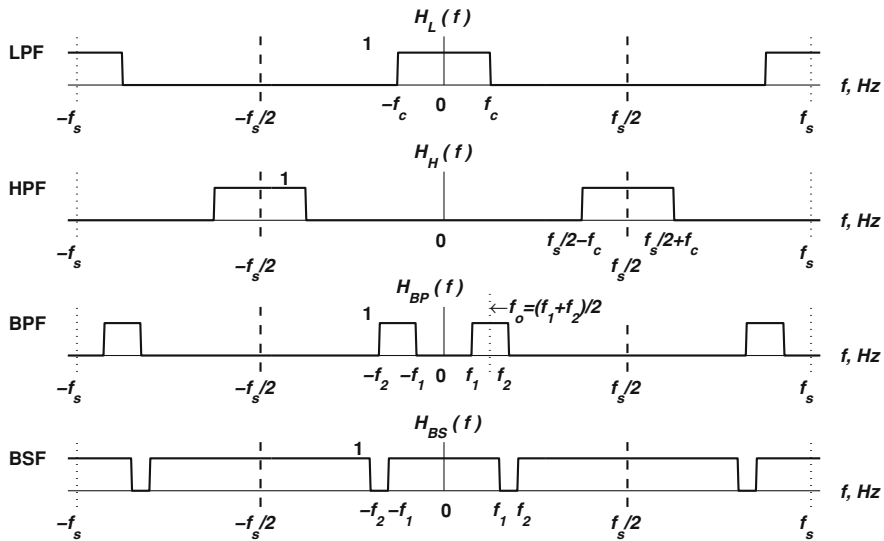 H_L ( f )
LPF 1
f, Hz
−f_c 0 f_c
−f_s −f_s/2 f_s/2 f_s
H_H ( f )
HPF 1
f, Hz
0 f_s/2−f_c f_s/2+f_c
−f_s −f_s/2 f_s/2 f_s
H_BP ( f )
BPF 1 ←f_o=(f_1+f_2)/2
f, Hz
−f_2 −f_1 0 f_1 f_2
−f_s −f_s/2 f_s/2 f_s
H_BS ( f )
BSF 1
f, Hz
−f_2 −f_1 0 f_1 f_2
−f_s −f_s/2 f_s/2 f_s